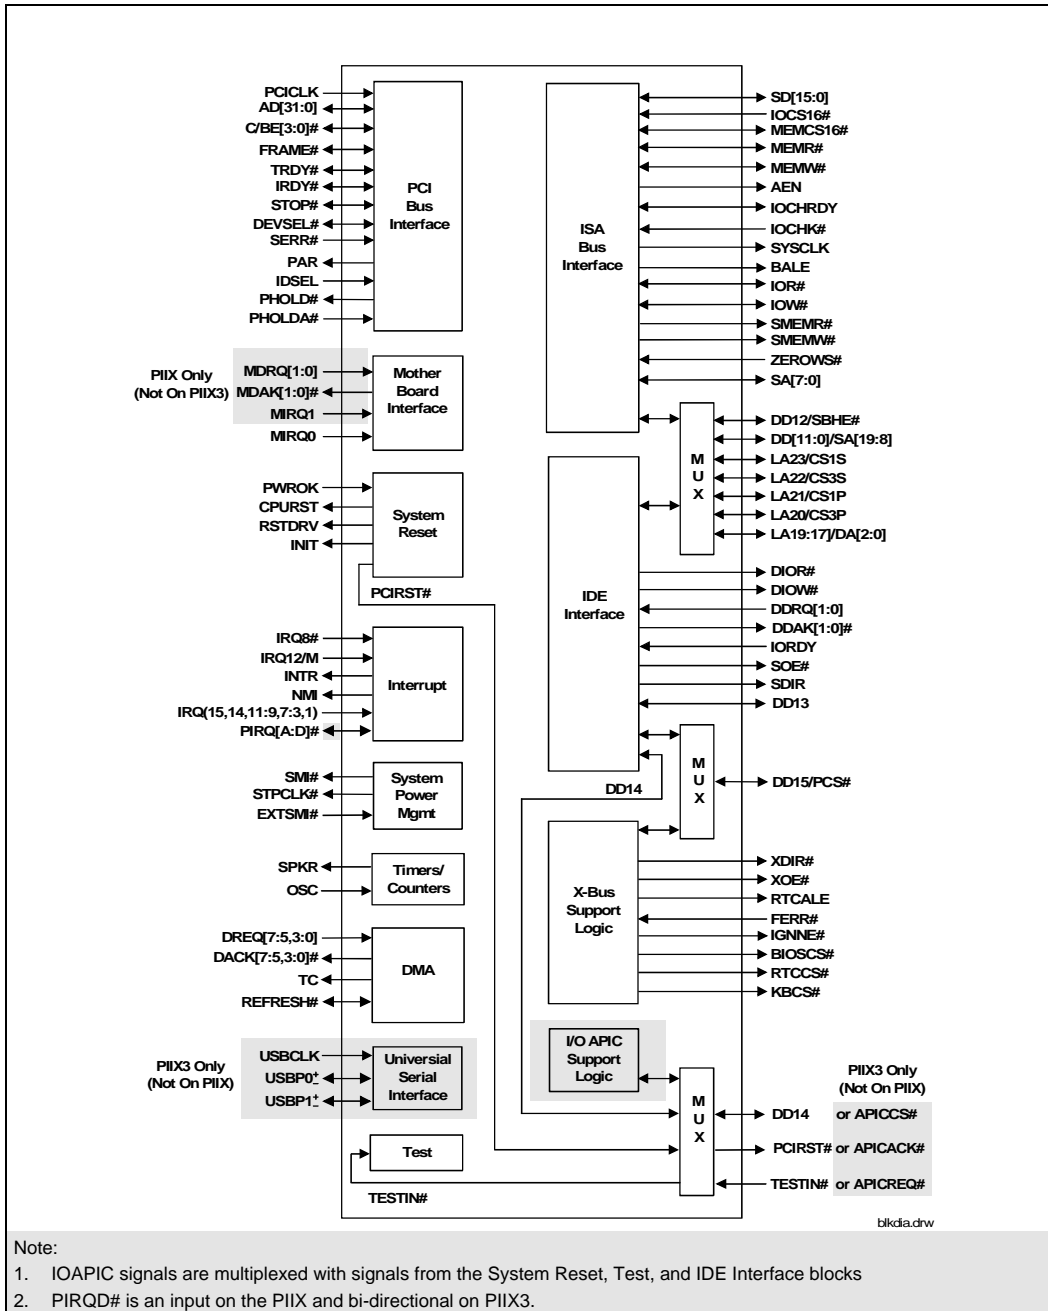 PCICLK
AD[31:0]
C/BE[3:0]#
FRAME#
TRDY#
IRDY#
STOP#
DEVSEL#
SERR#
PAR
IDSEL
PHOLD#
PHOLDA#
PCI
Bus
Interface
PIIX Only
(Not On PIIX3)
MDRQ[1:0]
MDAK[1:0]#
MIRQ1
MIRQ0
Mother
Board
Interface
PWROK
CPURST
RSTDRV
INIT
System
Reset
PCIRST#
IRQ8#
IRQ12/M
INTR
NMI
IRQ(15,14,11:9,7:3,1)
PIRQ[A:D]#
Interrupt
SMI#
STPCLK#
EXTSMI#
System
Power
Mgmt
SPKR
OSC
Timers/
Counters
DREQ[7:5,3:0]
DACK[7:5,3:0]#
TC
REFRESH#
DMA
PIIX3 Only
(Not On PIIX)
USBCLK
USBP0+-
USBP1+-
Universial
Serial
Interface
Test
TESTIN#
ISA
Bus
Interface
SD[15:0]
IOCS16#
MEMCS16#
MEMR#
MEMW#
AEN
IOCHRDY
IOCHK#
SYSCLK
BALE
IOR#
IOW#
SMEMR#
SMEMW#
ZEROWS#
SA[7:0]
MUX
DD12/SBHE#
DD[11:0]/SA[19:8]
LA23/CS1S
LA22/CS3S
LA21/CS1P
LA20/CS3P
LA19:17]/DA[2:0]
IDE
Interface
DIOR#
DIOW#
DDRQ[1:0]
DDAK[1:0]#
IORDY
SOE#
SDIR
DD13
DD14
MUX
DD15/PCS#
X-Bus
Support
Logic
XDIR#
XOE#
RTCALE
FERR#
IGNNE#
BIOSCS#
RTCCS#
KBCS#
I/O APIC
Support
Logic
MUX
PIIX3 Only
(Not On PIIX)
DD14 or APICCS#
PCIRST# or APICACK#
TESTIN# or APICREQ#
blkdia.drw
Note:
1. IOAPIC signals are multiplexed with signals from the System Reset, Test, and IDE Interface blocks
2. PIRQD# is an input on the PIIX and bi-directional on PIIX3.